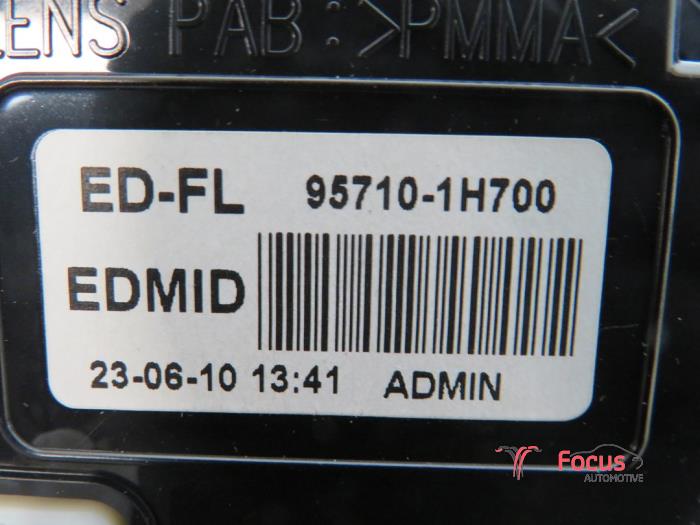 LENS PAB : >PMMA<
ED-FL 95710-1H700
EDMID
23-06-10 13:41 ADMIN
Focus
AUTOMOTIVE